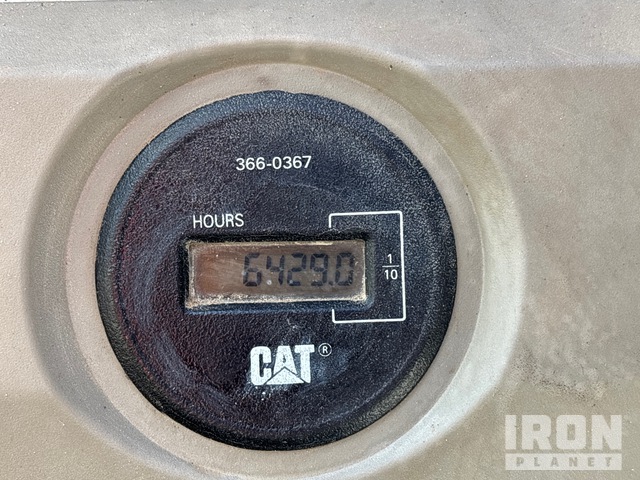 366-0367
HOURS
6429.0
1
10
CAT®
IRON
PLANET